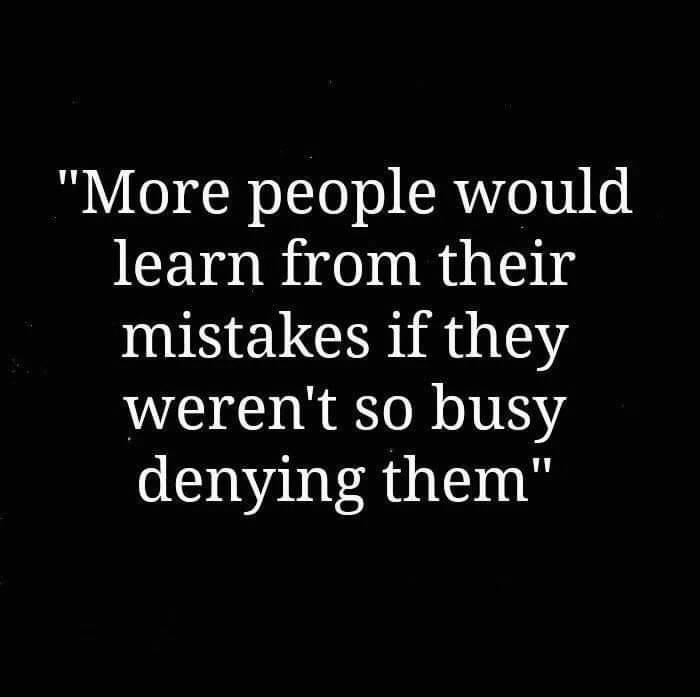 "More people would
learn from their
mistakes if they
weren't so busy
denying them"